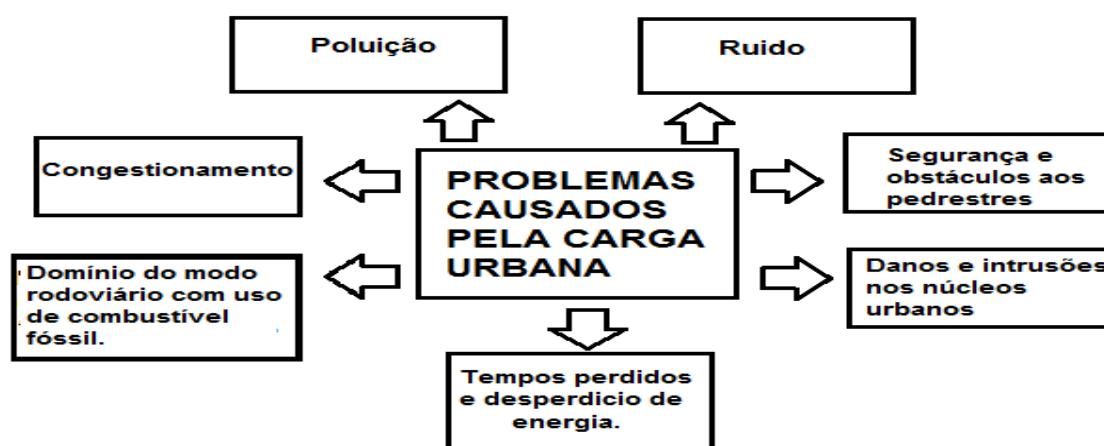 Poluição
Ruido
Congestionamento
PROBLEMAS
CAUSADOS
PELA CARGA
URBANA
Segurança e
obstáculos aos
pedrestres
Domínio do modo
rodoviário com uso
de combustível
fóssil.
Danos e intrusões
nos núcleos
urbanos
Tempos perdidos
e desperdicio de
energia.